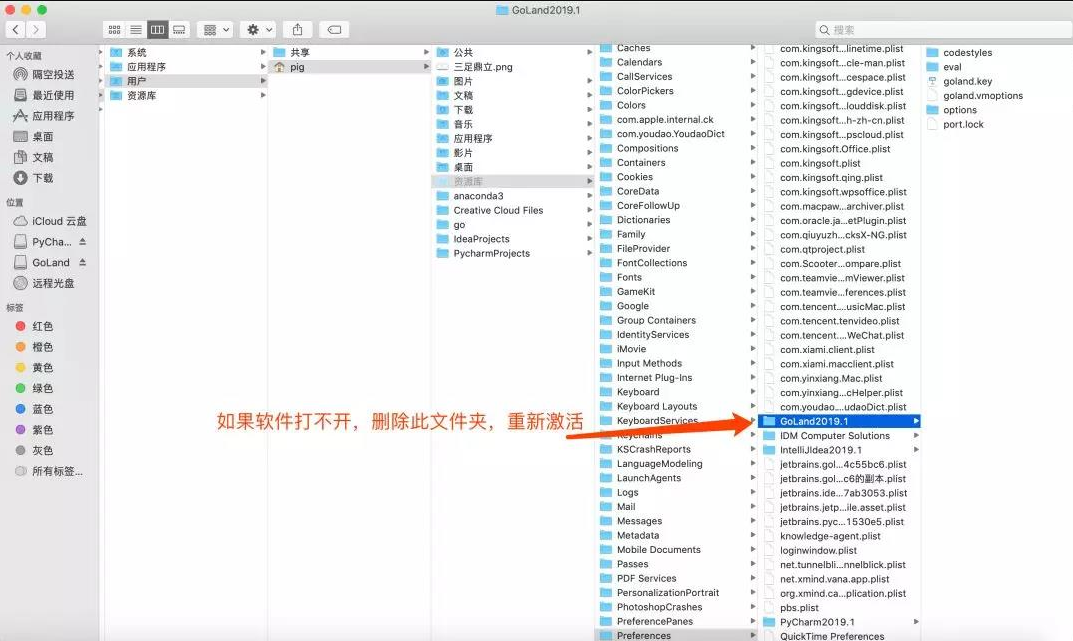 GoLand2019.1
搜索
个人收藏
隔空投送
最近使用
应用程序
桌面
文稿
下载
位置
iCloud 云盘
PyCha...
GoLand
远程光盘
标签
红色
橙色
黄色
绿色
蓝色
紫色
灰色
所有标签...
系统
应用程序
用户
资源库
共享
pig
公共
三足鼎立.png
图片
文稿
下载
音乐
应用程序
影片
桌面
资源库
anaconda3
Creative Cloud Files
go
IdeaProjects
PycharmProjects
Caches
Calendars
CallServices
ColorPickers
Colors
com.apple.internal.ck
com.youdao.YoudaoDict
Compositions
Containers
Cookies
CoreData
CoreFollowUp
Dictionaries
Family
FileProvider
FontCollections
Fonts
GameKit
Google
Group Containers
IdentityServices
iMovie
Input Methods
Internet Plug-Ins
Keyboard
Keyboard Layouts
KeyboardServices
Keychains
KSCrashReports
LanguageModeling
LaunchAgents
Logs
Mail
Messages
Metadata
Mobile Documents
Passes
PDF Services
PersonalizationPortrait
PhotoshopCrashes
PreferencePanes
Preferences
com.kingsoft...linetime.plist
com.kingsoft...cle-man.plist
com.kingsoft...cespace.plist
com.kingsoft...gdevice.plist
com.kingsoft...louddisk.plist
com.kingsoft...h-zh-cn.plist
com.kingsoft...pscloud.plist
com.kingsoft.Office.plist
com.kingsoft.plist
com.kingsoft.qing.plist
com.kingsoft.wpsoffice.plist
com.macpaw...archiver.plist
com.oracle.ja...etPlugin.plist
com.qiuyuzh...cksX-NG.plist
com.qtproject.plist
com.Scooter...ompare.plist
com.teamvie...mViewer.plist
com.teamvie...ferences.plist
com.tencent...usicMac.plist
com.tencent.tenvideo.plist
com.tencent....WeChat.plist
com.xiami.client.plist
com.xiami.macclient.plist
com.yinxiang.Mac.plist
com.yinxiang...cHelper.plist
com.youdao...udaoDict.plist
GoLand2019.1
IDM Computer Solutions
IntelliJIdea2019.1
jetbrains.gol...4c55bc6.plist
jetbrains.gol...c6的副本.plist
jetbrains.ide...7ab3053.plist
jetbrains.jetp...ile.asset.plist
jetbrains.pyc...1530e5.plist
knowledge-agent.plist
loginwindow.plist
net.tunnelbli...nnelblick.plist
net.xmind.vana.app.plist
org.xmind.ca...plication.plist
pbs.plist
PyCharm2019.1
QuickTime Preferences
codestyles
eval
goland.key
goland.vmoptions
options
port.lock
如果软件打不开，删除此文件夹，重新激活